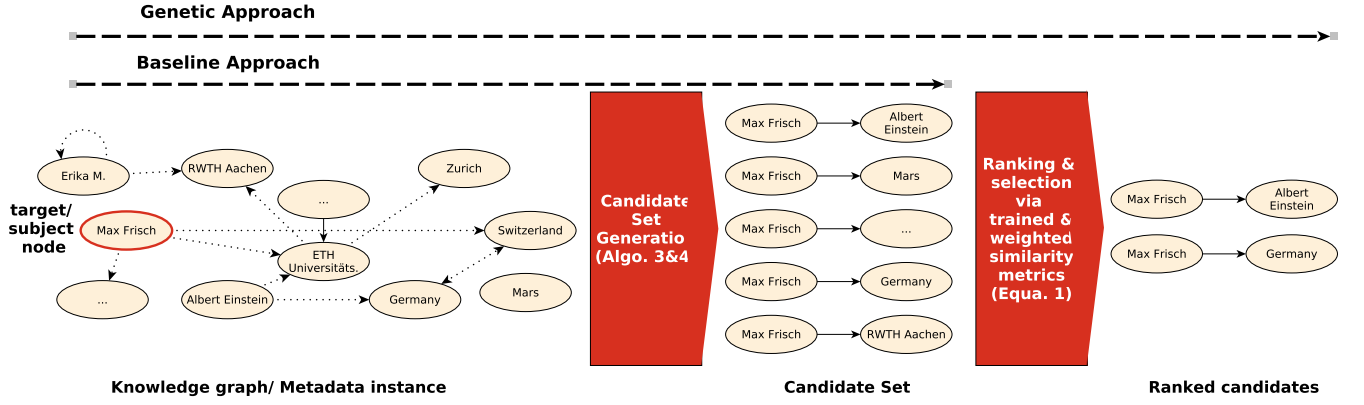 Genetic Approach
Baseline Approach
Erika M.
RWTH Aachen
Zurich
...
target/
subject
node
Max Frisch
Switzerland
ETH
Universitäts.
...
Albert Einstein
Germany
Mars
Knowledge graph/ Metadata instance
Candidate
Set
Generatio
(Algo. 3&4
Max Frisch
Albert
Einstein
Max Frisch
Mars
Max Frisch
...
Max Frisch
Germany
Max Frisch
RWTH Aachen
Candidate Set
Ranking &
selection
via
trained &
weighted
similarity
metrics
(Equa. 1)
Max Frisch
Albert
Einstein
Max Frisch
Germany
Ranked candidates